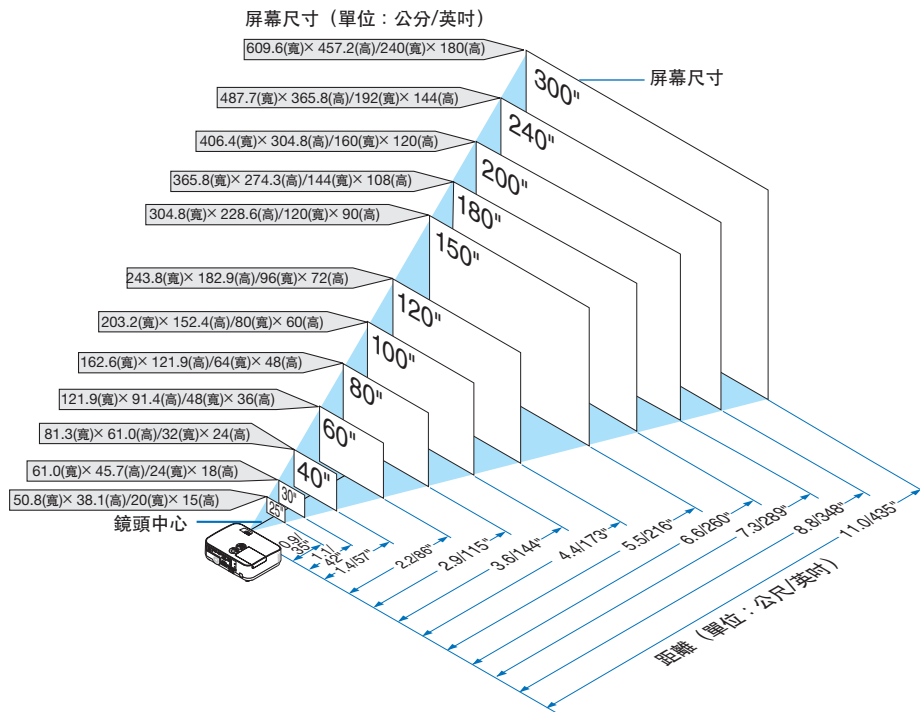 屏幕尺寸（單位：公分/英吋）
609.6(寬)× 457.2(高)/240(寬)× 180(高)
屏幕尺寸
300"
487.7(寬)× 365.8(高)/192(寬)× 144(高)
240"
406.4(寬)× 304.8(高)/160(寬)× 120(高)
200"
365.8(寬)× 274.3(高)/144(寬)× 108(高)
180"
304.8(寬)× 228.6(高)/120(寬)× 90(高)
150"
243.8(寬)× 182.9(高)/96(寬)× 72(高)
120"
203.2(寬)× 152.4(高)/80(寬)× 60(高)
100"
162.6(寬)× 121.9(高)/64(寬)× 48(高)
80"
121.9(寬)× 91.4(高)/48(寬)× 36(高)
60"
81.3(寬)× 61.0(高)/32(寬)× 24(高)
40"
61.0(寬)× 45.7(高)/24(寬)× 18(高)
30"
50.8(寬)× 38.1(高)/20(寬)× 15(高)
25"
鏡頭中心
0.9/
35"
1.1/
42"
1.4/57"
2.2/86"
2.9/115"
3.6/144"
4.4/173"
5.5/216"
6.6/260"
7.3/289"
8.8/348"
11.0/435"
距離（單位：公尺/英吋）